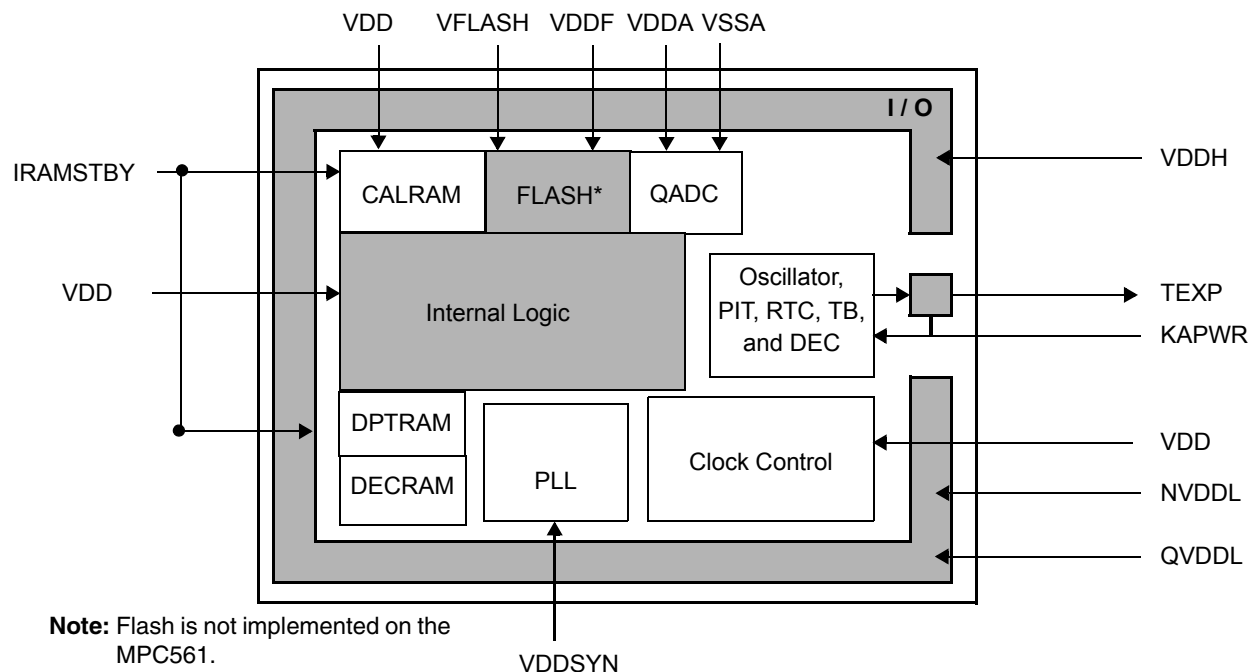 VDD VFLASH VDDF VDDA VSSA
I / O
IRAMSTBY
VDDH
CALRAM
FLASH*
QADC
VDD
Internal Logic
Oscillator,
PIT, RTC, TB,
and DEC
TEXP
KAPWR
DPTRAM
DECRAM
PLL
Clock Control
VDD
NVDDL
QVDDL
Note: Flash is not implemented on the
MPC561.
VDDSYN